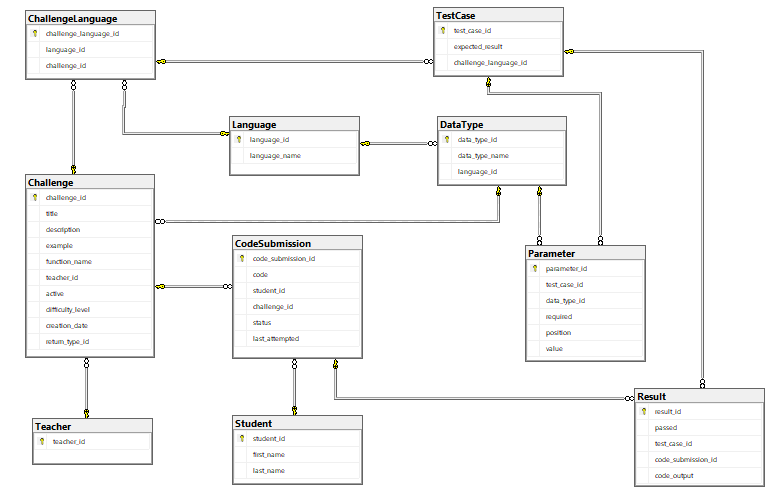 ChallengeLanguage
challenge_language_id
language_id
challenge_id
TestCase
test_case_id
expected_result
challenge_language_id
Language
language_id
language_name
DataType
data_type_id
data_type_name
language_id
Challenge
challenge_id
title
description
example
function_name
teacher_id
active
difficulty_level
creation_date
return_type_id
CodeSubmission
code_submission_id
code
student_id
challenge_id
status
last_attempted
Parameter
parameter_id
test_case_id
data_type_id
required
position
value
Teacher
teacher_id
Student
student_id
first_name
last_name
Result
result_id
passed
test_case_id
code_submission_id
code_output